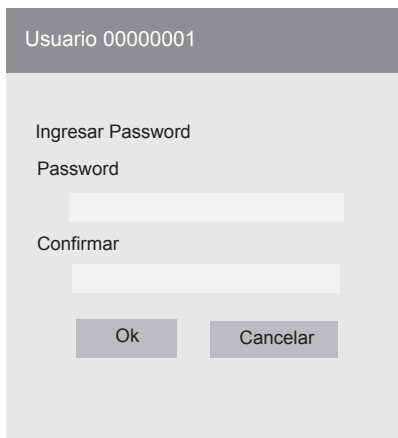 Usuario 00000001
Ingresar Password
Password
Confirmar
Ok Cancelar